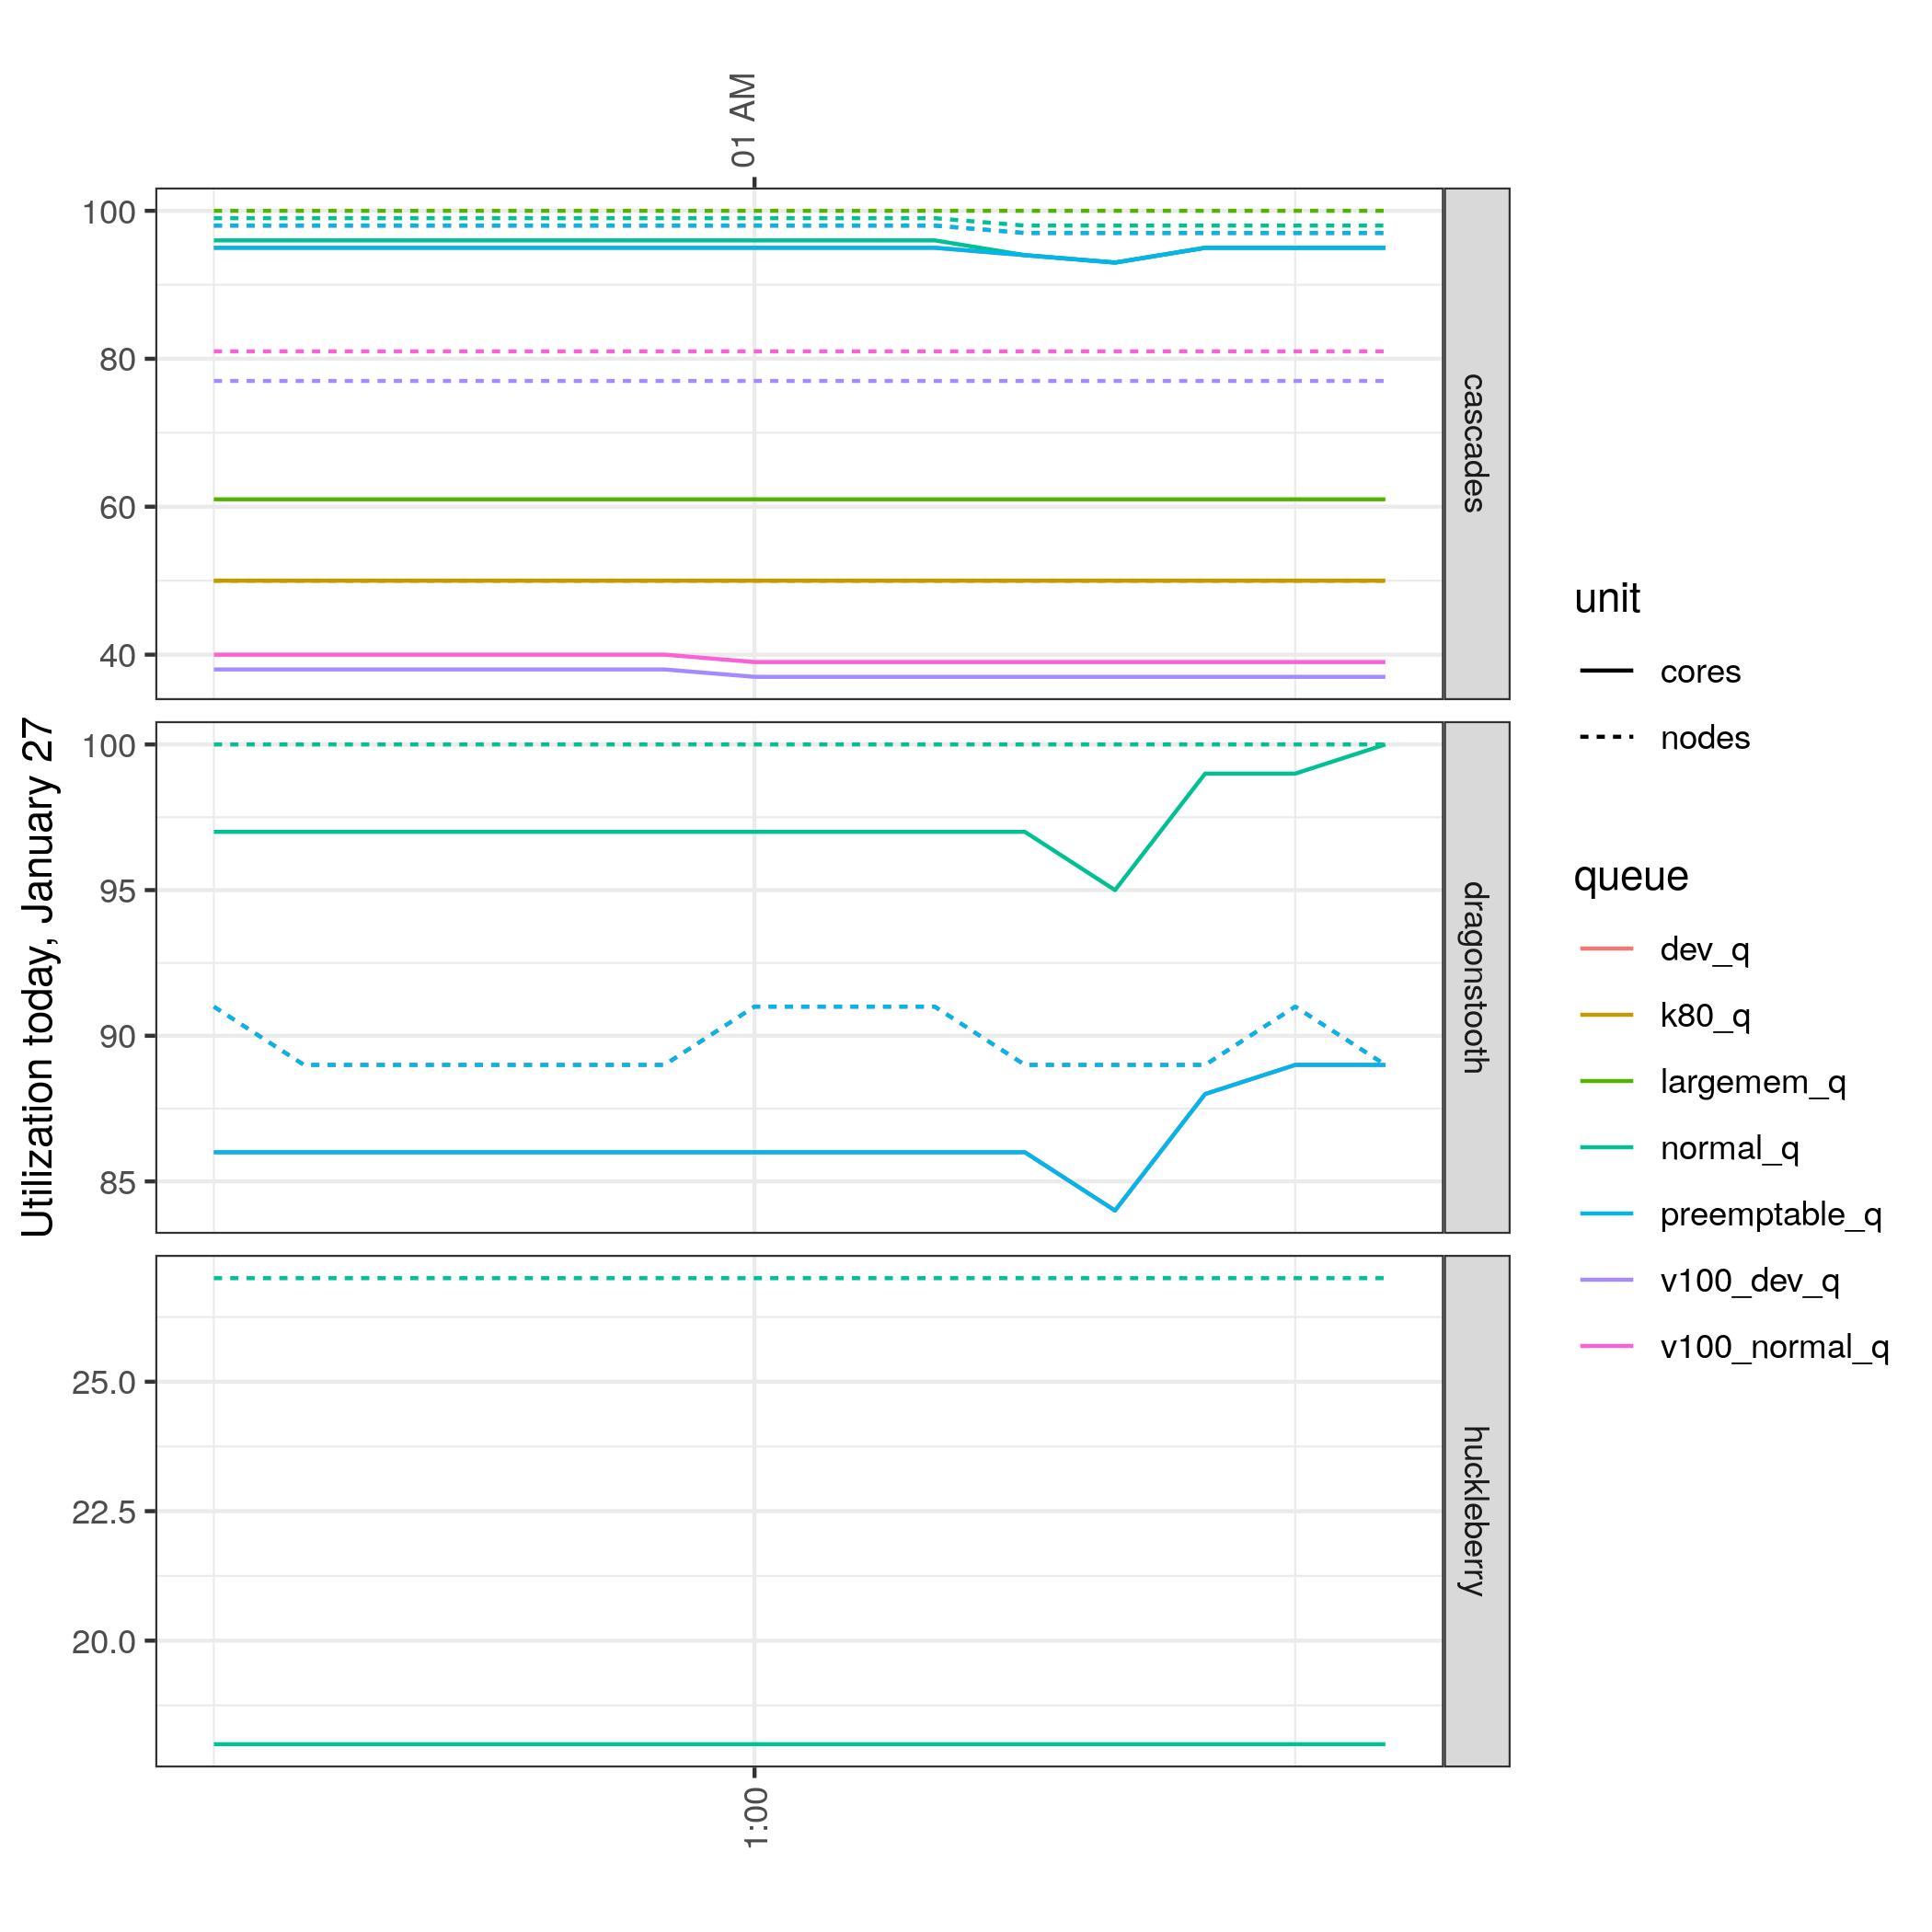 01 AM
Utilization today, January 27
100
80
60
40
cascades
100
95
90
85
dragonstooth
25.0
22.5
20.0
huckleberry
1:00
unit
cores
nodes
queue
dev_q
k80_q
largemem_q
normal_q
preemptable_q
v100_dev_q
v100_normal_q